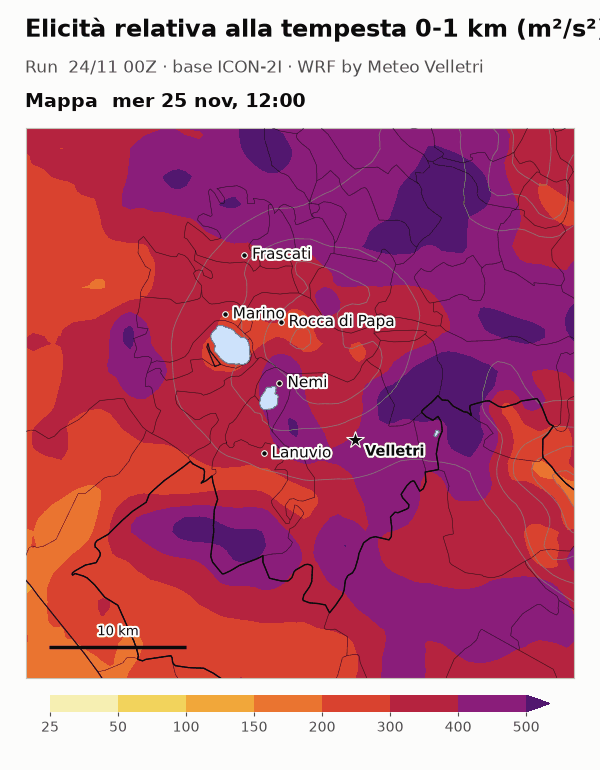 Elicità relativa alla tempesta 0-1 km (m²/s²)
Run  24/11 00Z · base ICON-2I · WRF by Meteo Velletri
Mappa  mer 25 nov, 12:00
Frascati
Marino
Rocca di Papa
Nemi
Velletri
Lanuvio
10 km
25 50 100 150 200 300 400 500